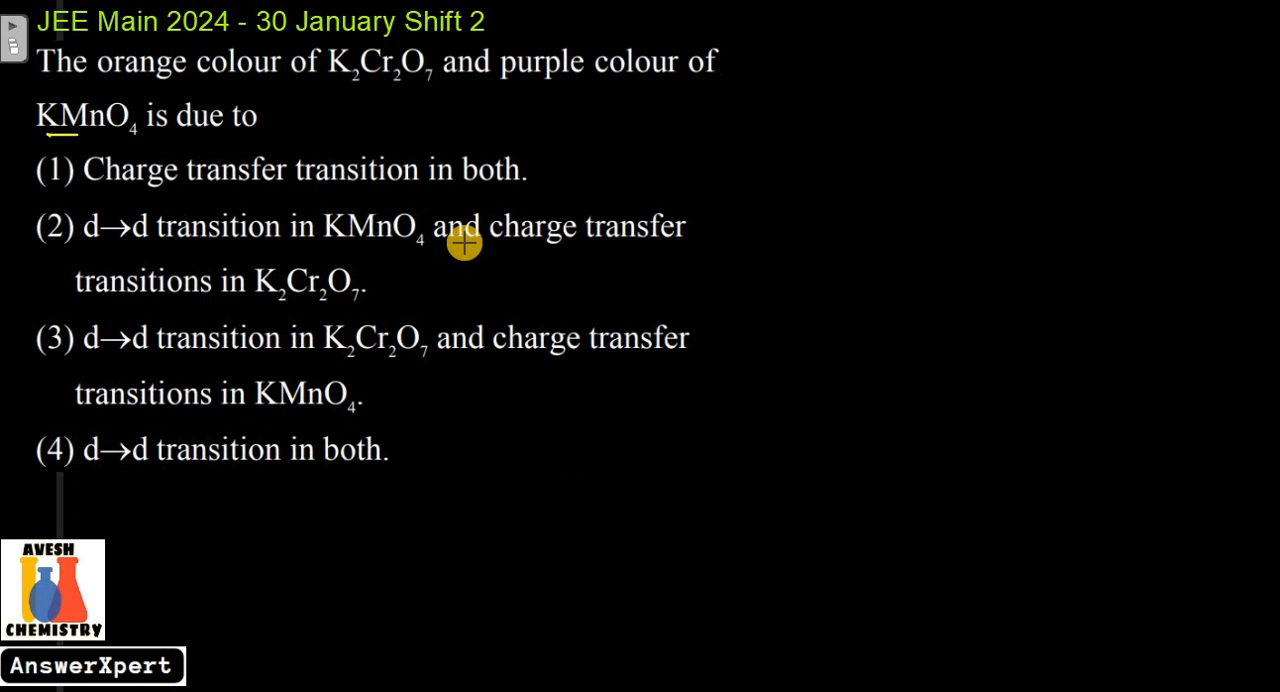 JEE Main 2024 - 30 January Shift 2
The orange colour of K₂Cr₂O₇ and purple colour of
KMnO₄ is due to
(1) Charge transfer transition in both.
(2) d→d transition in KMnO₄ and charge transfer
transitions in K₂Cr₂O₇.
(3) d→d transition in K₂Cr₂O₇ and charge transfer
transitions in KMnO₄.
(4) d→d transition in both.
AVESH
CHEMISTRY
AnswerXpert